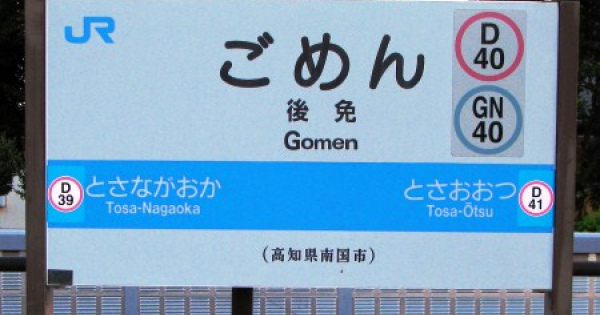 JR
ごめん
後免
Gomen
D
40
GN
40
D
39
とさながおか
Tosa-Nagaoka
とさおおつ
Tosa-Ōtsu
D
41
(高知県南国市)